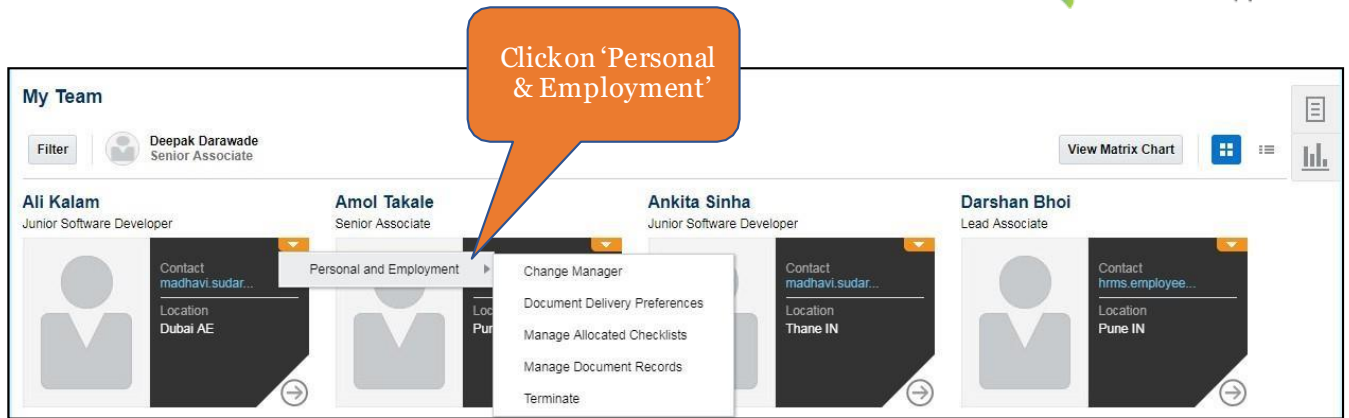 Clickon ‘Personal
& Employment’
My Team
Filter
Deepak Darawade
Senior Associate
View Matrix Chart
Ali Kalam
Junior Software Developer
Contact
madhavi.sudar...
Location
Dubai AE
Amol Takale
Senior Associate
Personal and Employment
Loc
Pur
Change Manager
Document Delivery Preferences
Manage Allocated Checklists
Manage Document Records
Terminate
Ankita Sinha
Junior Software Developer
Contact
madhavi.sudar...
Location
Thane IN
Darshan Bhoi
Lead Associate
Contact
hrms.employee...
Location
Pune IN